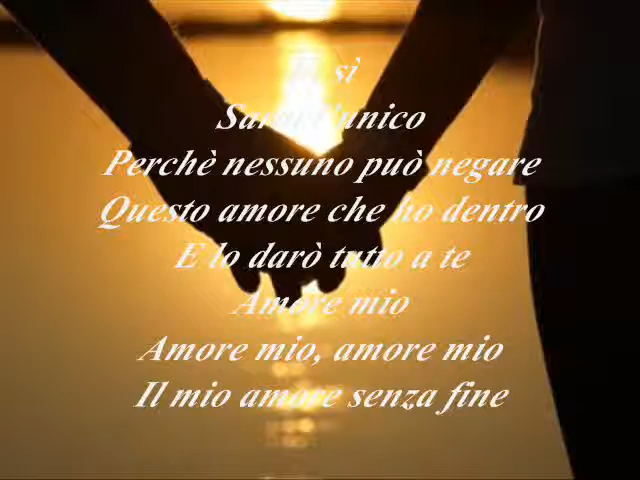 sì
Sarai l'unico
Perchè nessuno può negare
Questo amore che ho dentro
E lo darò tutto a te
Amore mio
Amore mio, amore mio
Il mio amore senza fine